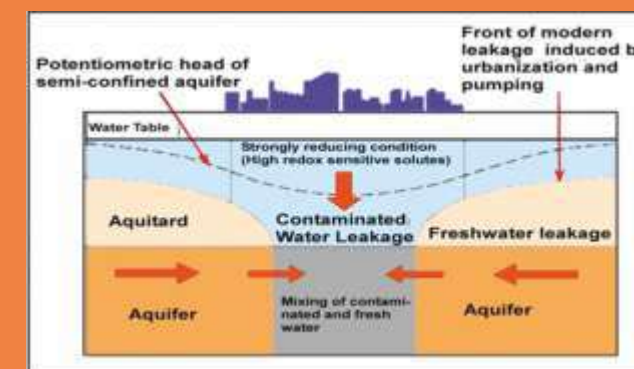 Potentiometric head of
semi-confined aquifer
Front of modern
leakage induced b
urbanization and
pumping
Water Table
Strongly reducing condition
(High redox sensitive solutes)
Aquitard
Contaminated
Water Leakage
Freshwater leakage
Aquifer
Mixing of contami-
nated and fresh
water
Aquifer